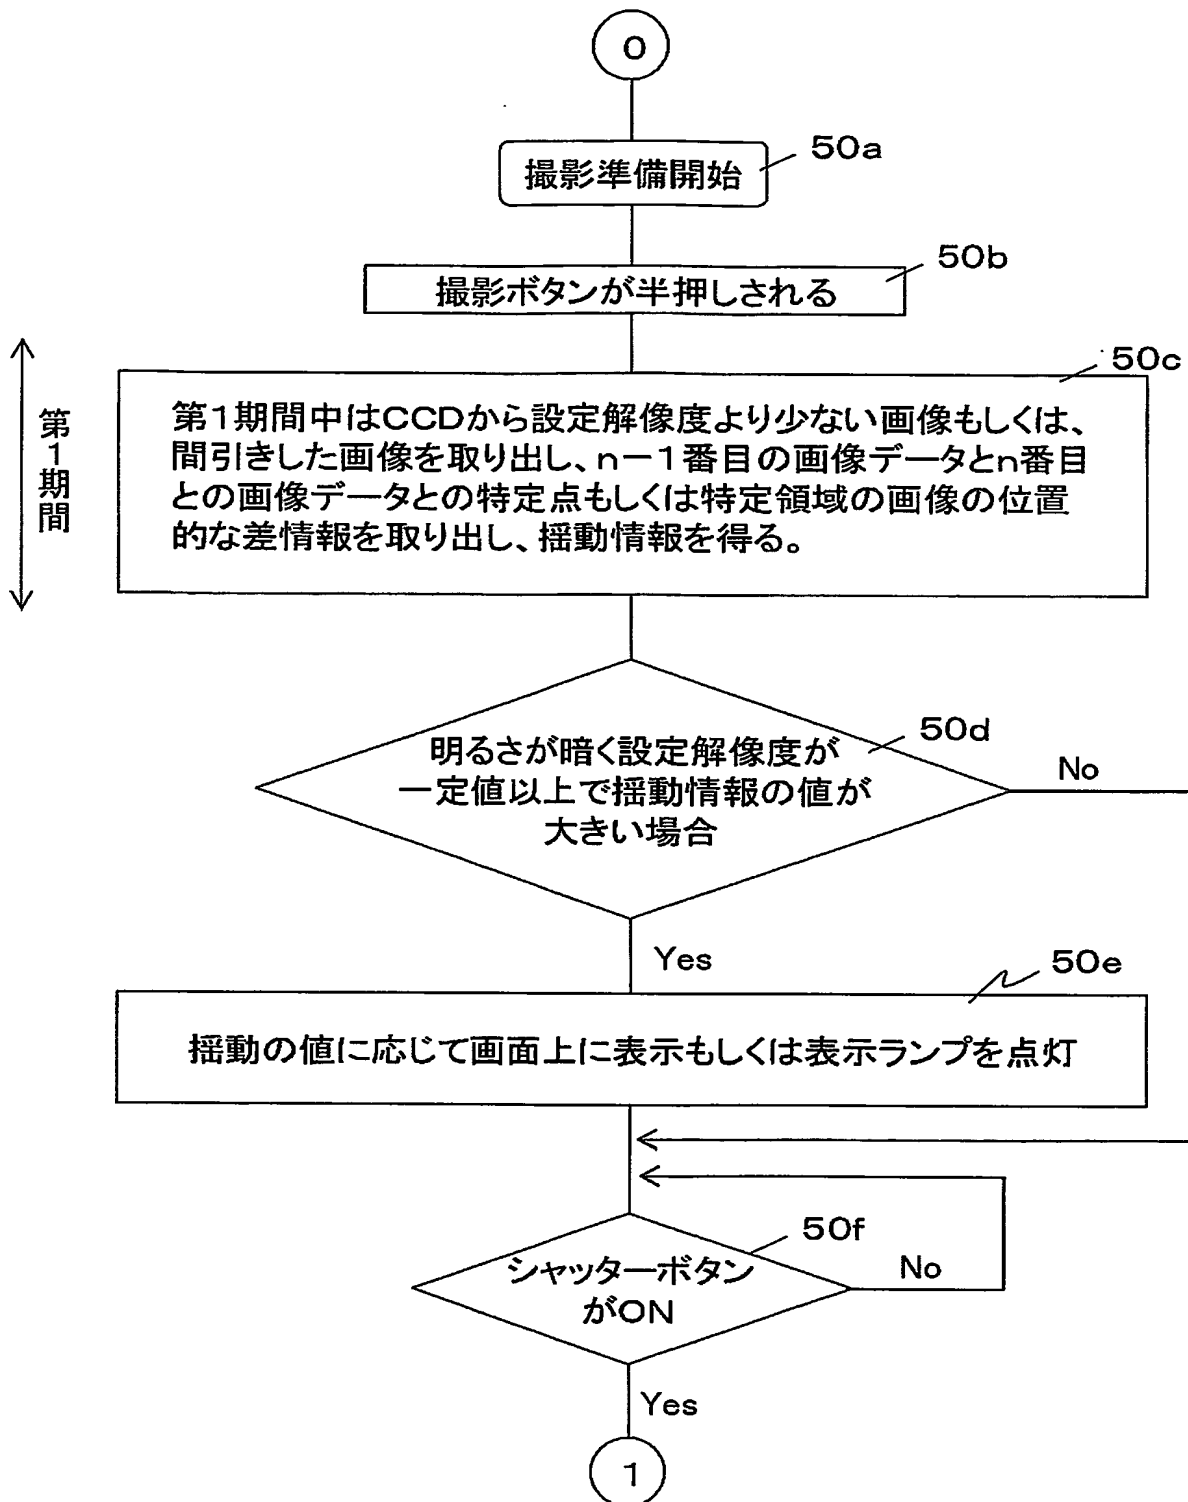 0
50a
撮影準備開始
50b
撮影ボタンが半押しされる
50c
第1期間
第1期間中はCCDから設定解像度より少ない画像もしくは、
間引きした画像を取り出し、n－1番目の画像データとn番目
との画像データとの特定点もしくは特定領域の画像の位置
的な差情報を取り出し、揺動情報を得る。
50d
明るさが暗く設定解像度が
一定値以上で揺動情報の値が
大きい場合
No
Yes
50e
揺動の値に応じて画面上に表示もしくは表示ランプを点灯
50f
シャッターボタン
がON
No
Yes
1